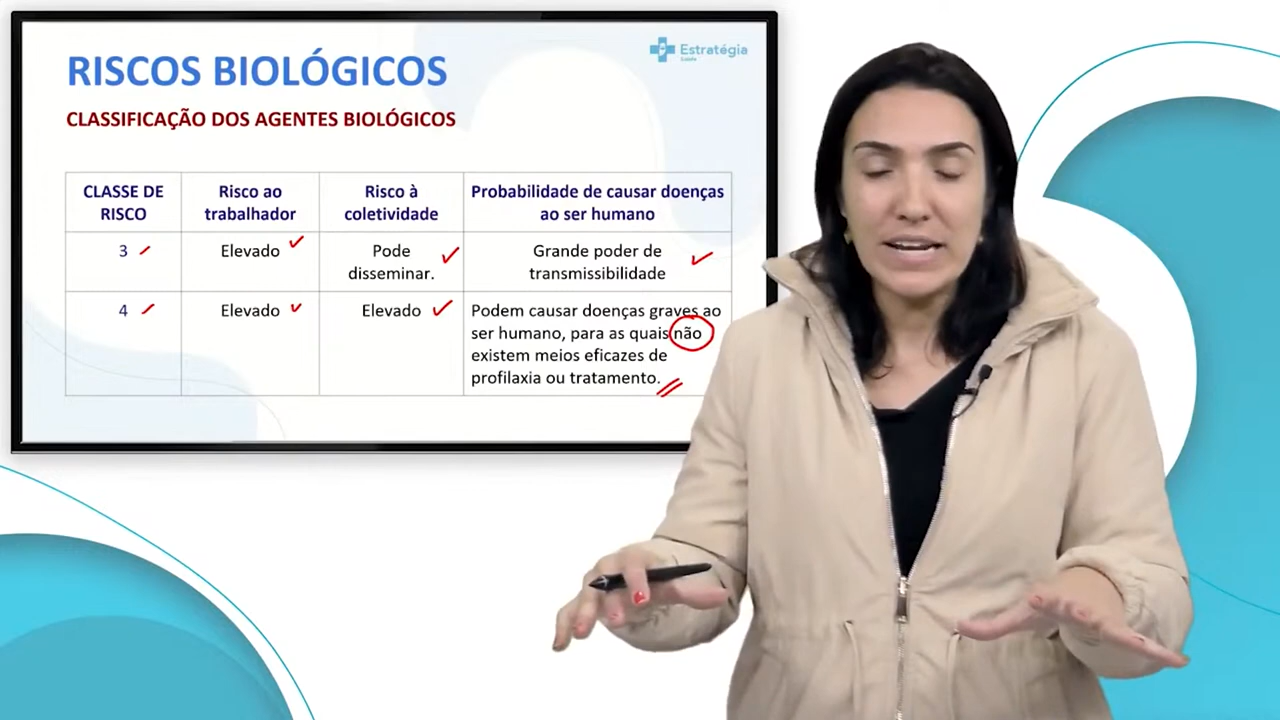 RISCOS BIOLÓGICOS
Estratégia
Saúde
CLASSIFICAÇÃO DOS AGENTES BIOLÓGICOS
CLASSE DE
RISCO
Risco ao
trabalhador
Risco à
coletividade
Probabilidade de causar doenças
ao ser humano
3
Elevado
Pode
disseminar.
Grande poder de
transmissibilidade
4
Elevado
Elevado
Podem causar doenças graves ao
ser humano, para as quais não
existem meios eficazes de
profilaxia ou tratamento.